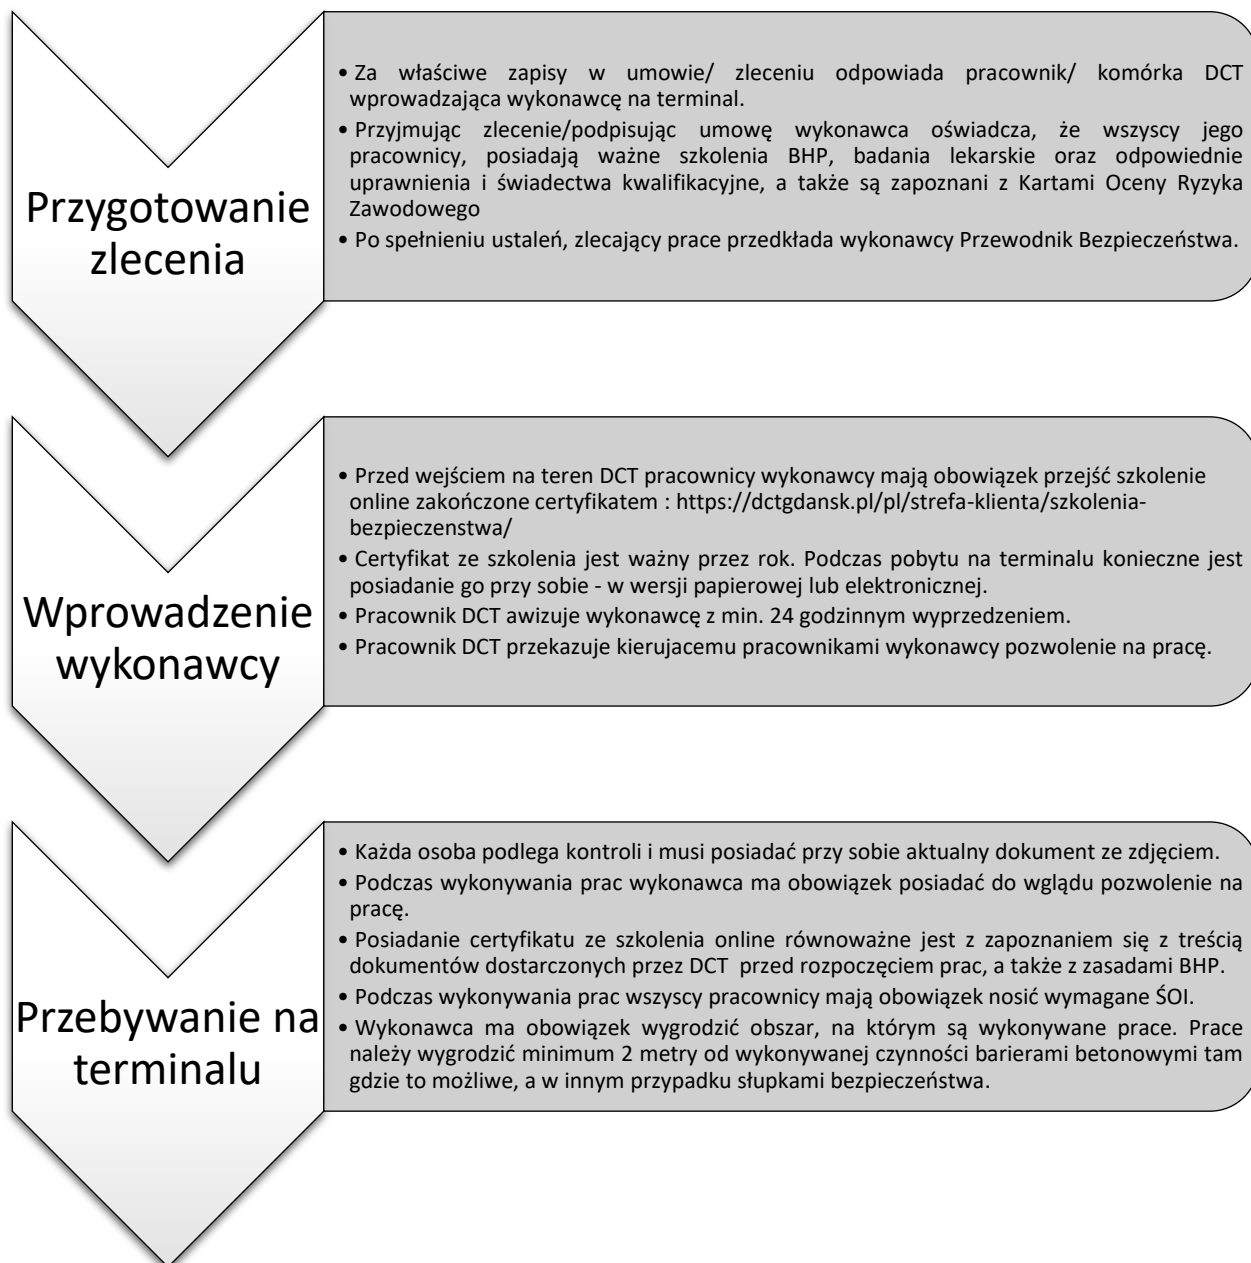 Przygotowanie
zlecenia
• Za właściwe zapisy w umowie/ zleceniu odpowiada pracownik/ komórka DCT
wprowadzająca wykonawcę na terminal.
• Przyjmując zlecenie/podpisując umowę wykonawca oświadcza, że wszyscy jego
pracownicy, posiadają ważne szkolenia BHP, badania lekarskie oraz odpowiednie
uprawnienia i świadectwa kwalifikacyjne, a także są zapoznani z Kartami Oceny Ryzyka
Zawodowego
• Po spełnieniu ustaleń, zlecający prace przedkłada wykonawcy Przewodnik Bezpieczeństwa.
Wprowadzenie
wykonawcy
• Przed wejściem na teren DCT pracownicy wykonawcy mają obowiązek przejść szkolenie
online zakończone certyfikatem : https://dctgdansk.pl/pl/strefa-klienta/szkolenia-
bezpieczenstwa/
• Certyfikat ze szkolenia jest ważny przez rok. Podczas pobytu na terminalu konieczne jest
posiadanie go przy sobie - w wersji papierowej lub elektronicznej.
• Pracownik DCT awizuje wykonawcę z min. 24 godzinnym wyprzedzeniem.
• Pracownik DCT przekazuje kierujacemu pracownikami wykonawcy pozwolenie na pracę.
Przebywanie na
terminalu
• Każda osoba podlega kontroli i musi posiadać przy sobie aktualny dokument ze zdjęciem.
• Podczas wykonywania prac wykonawca ma obowiązek posiadać do wglądu pozwolenie na
pracę.
• Posiadanie certyfikatu ze szkolenia online równoważne jest z zapoznaniem się z treścią
dokumentów dostarczonych przez DCT przed rozpoczęciem prac, a także z zasadami BHP.
• Podczas wykonywania prac wszyscy pracownicy mają obowiązek nosić wymagane ŚOI.
• Wykonawca ma obowiązek wygrodzić obszar, na którym są wykonywane prace. Prace
należy wygrodzić minimum 2 metry od wykonywanej czynności barierami betonowymi tam
gdzie to możliwe, a w innym przypadku słupkami bezpieczeństwa.